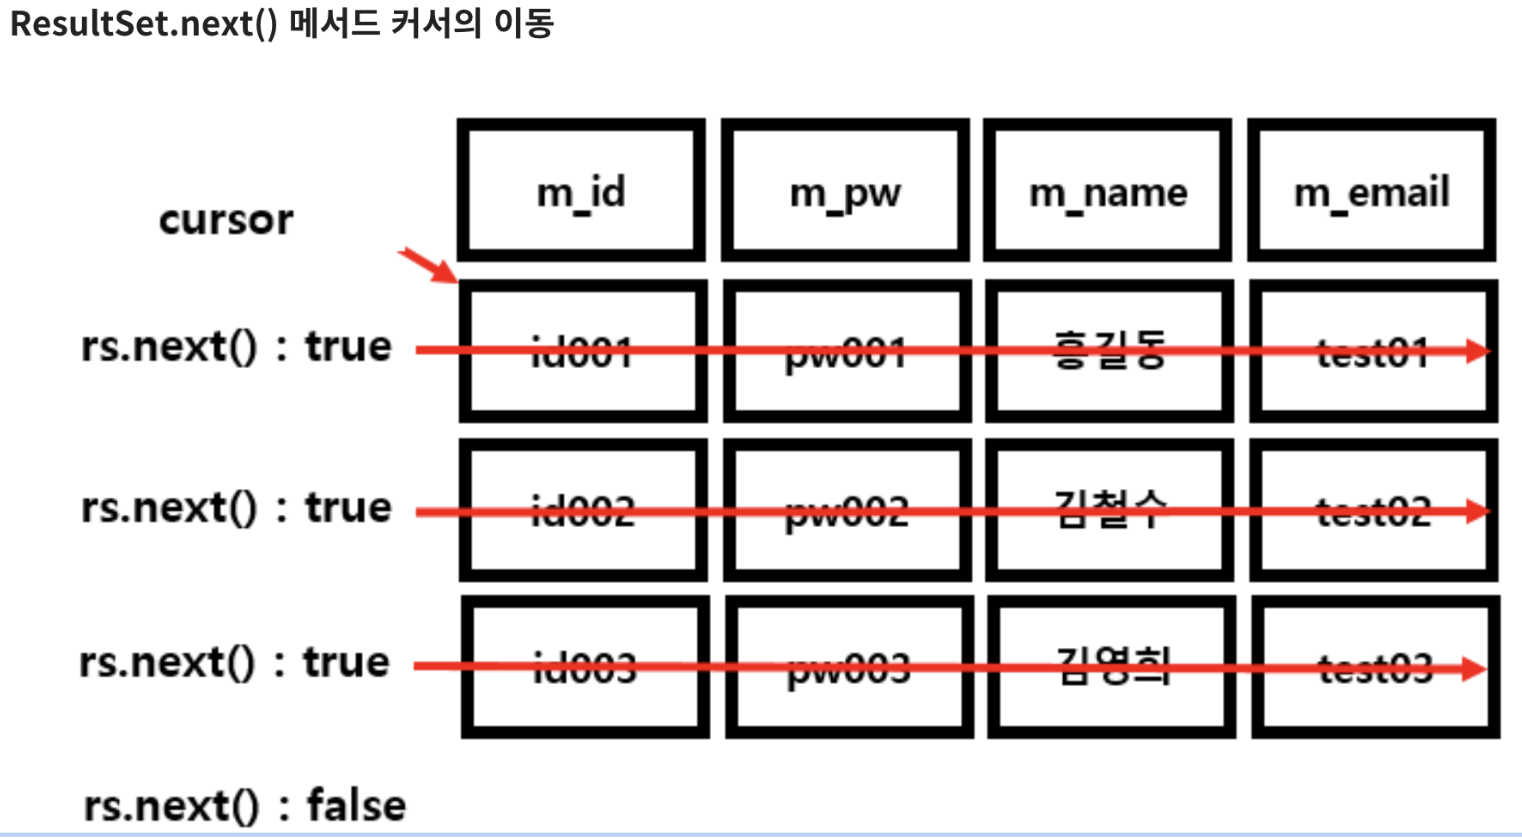 ResultSet.next() 메서드 커서의 이동
m_id m_pw m_name m_email
cursor
rs.next() : true id001 pw001 홍길동 test01
rs.next() : true id002 pw002 김철수 test02
rs.next() : true id003 pw003 김영희 test03
rs.next() : false